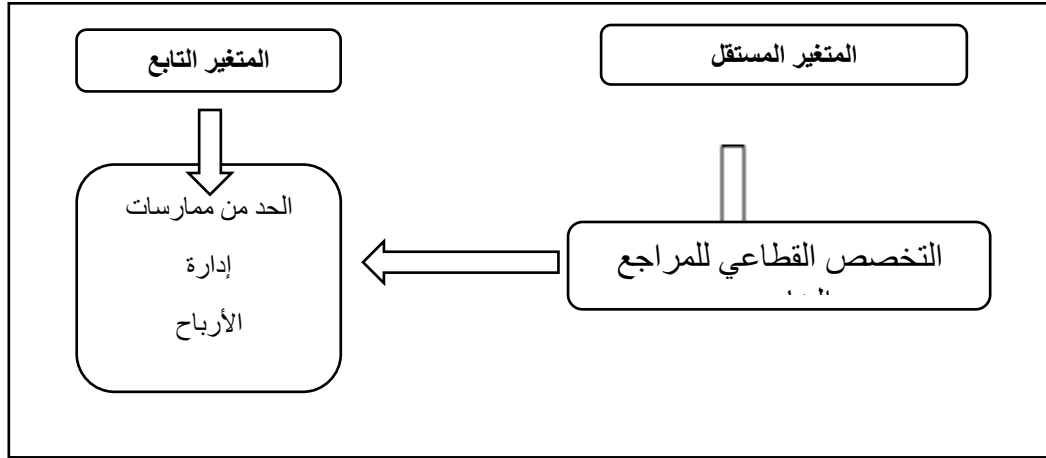 المتغير المستقل
المتغير التابع
التخصص القطاعي للمراجع
الحد من ممارسات
إدارة
الأرباح